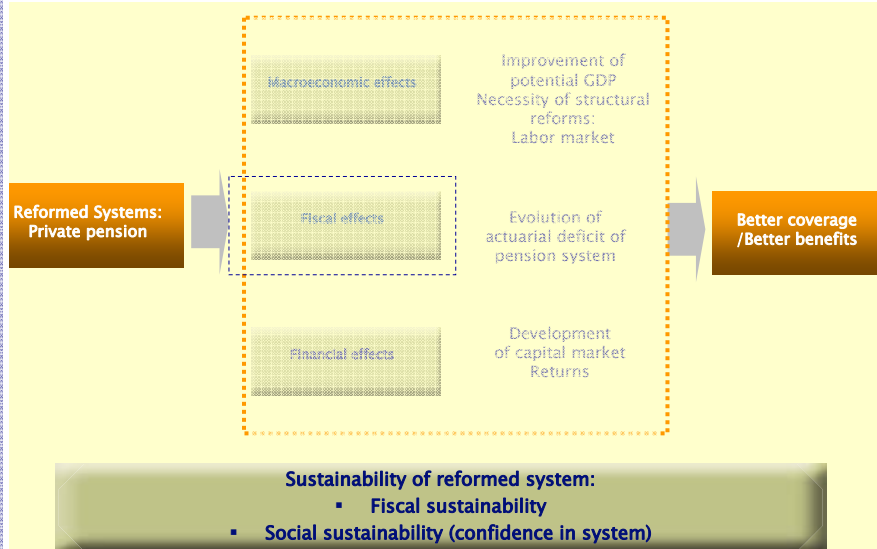 Reformed Systems:
Private pension
Macroeconomic effects
Improvement of
potential GDP
Necessity of structural
reforms:
Labor market
Fiscal effects
Evolution of
actuarial deficit of
pension system
Financial effects
Development
of capital market
Returns
Better coverage
/Better benefits
Sustainability of reformed system:
▪ Fiscal sustainability
▪ Social sustainability (confidence in system)